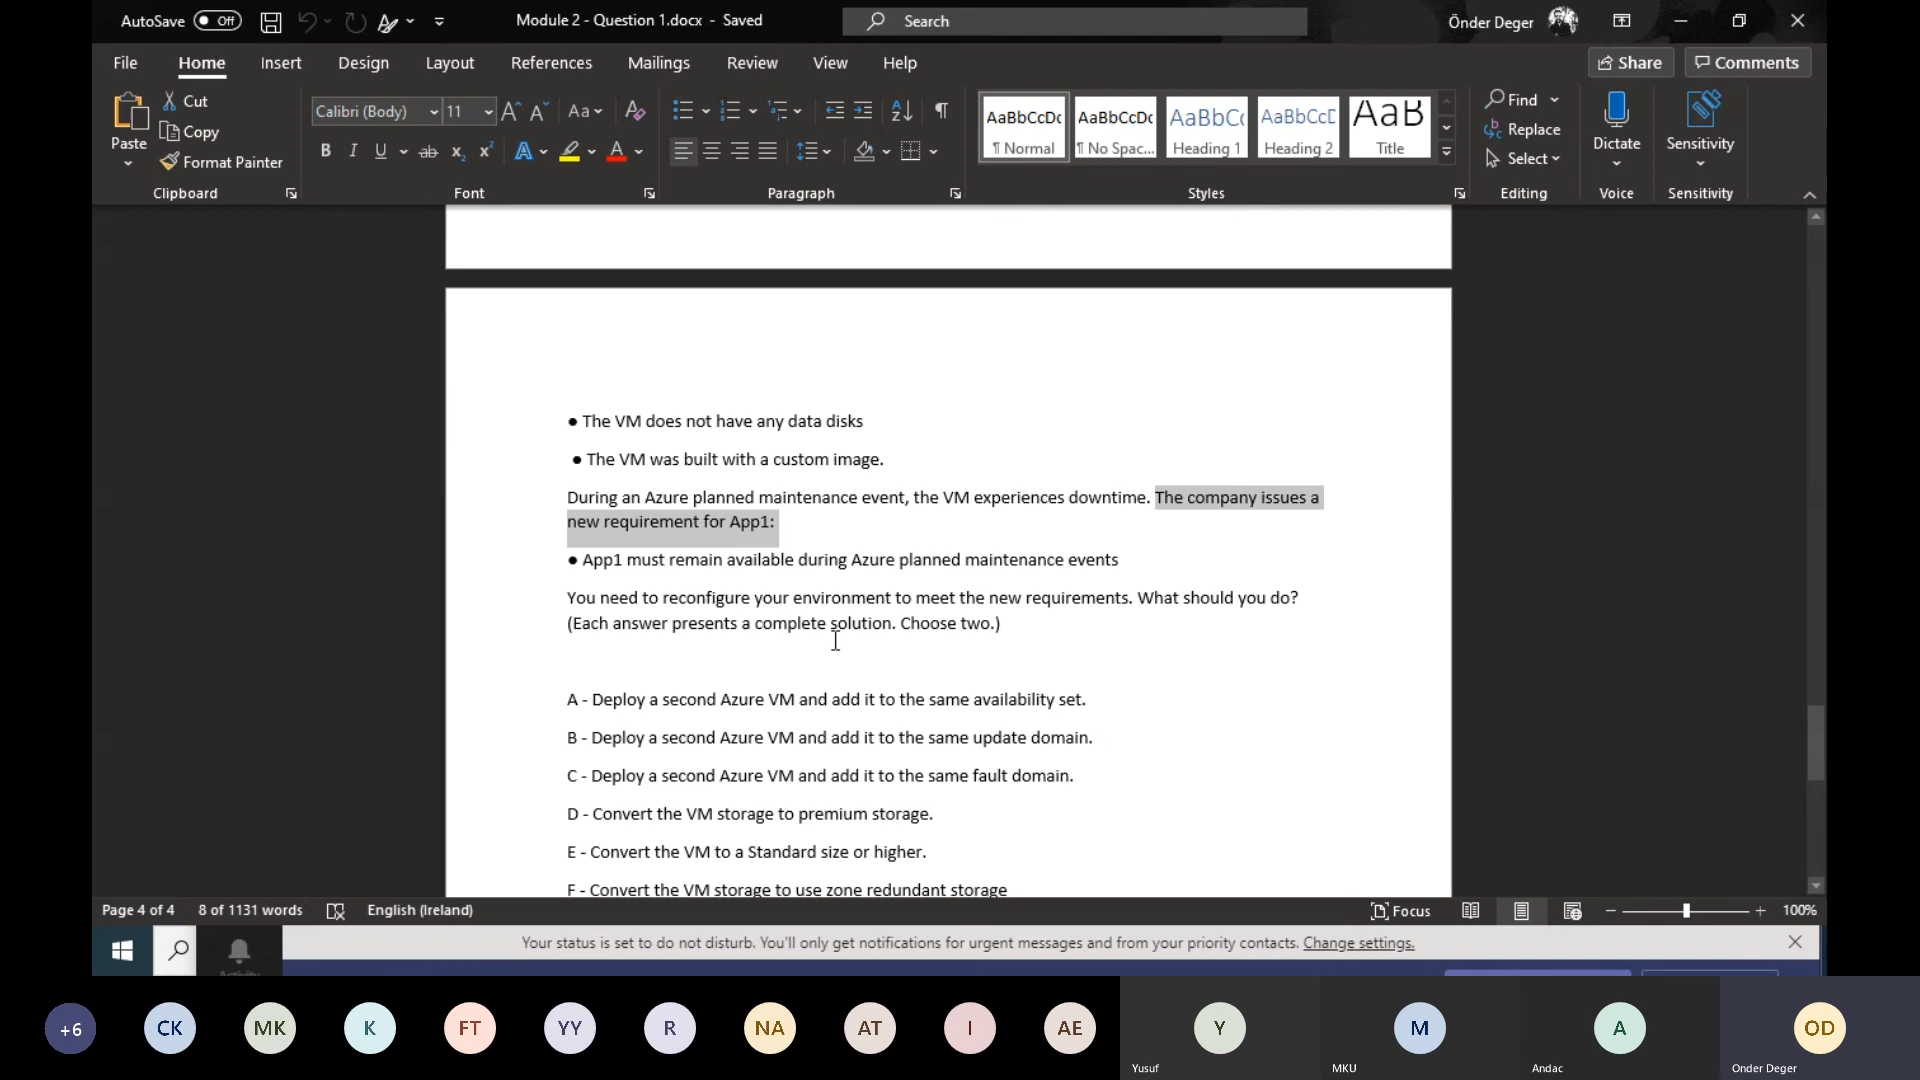 AutoSave Off Module 2 - Question 1.docx - Saved Search Önder Deger
File Home Insert Design Layout References Mailings Review View Help Share Comments
Paste Cut Copy Format Painter
Calibri (Body) 11
AaBbCcDc ¶ Normal AaBbCcDc ¶ No Spac... AaBbC Heading 1 AaBbCcD Heading 2 AaB Title
Find Replace Select
Dictate Sensitivity
Clipboard Font Paragraph Styles Editing Voice Sensitivity
● The VM does not have any data disks
● The VM was built with a custom image.
During an Azure planned maintenance event, the VM experiences downtime. The company issues a
new requirement for App1:
● App1 must remain available during Azure planned maintenance events
You need to reconfigure your environment to meet the new requirements. What should you do?
(Each answer presents a complete solution. Choose two.)
A - Deploy a second Azure VM and add it to the same availability set.
B - Deploy a second Azure VM and add it to the same update domain.
C - Deploy a second Azure VM and add it to the same fault domain.
D - Convert the VM storage to premium storage.
E - Convert the VM to a Standard size or higher.
F - Convert the VM storage to use zone redundant storage
Page 4 of 4 8 of 1131 words English (Ireland) Focus 100%
Your status is set to do not disturb. You'll only get notifications for urgent messages and from your priority contacts. Change settings.
Activity
+6 CK MK K FT YY R NA AT I AE Y M A OD
Yusuf MKU Andac Onder Deger